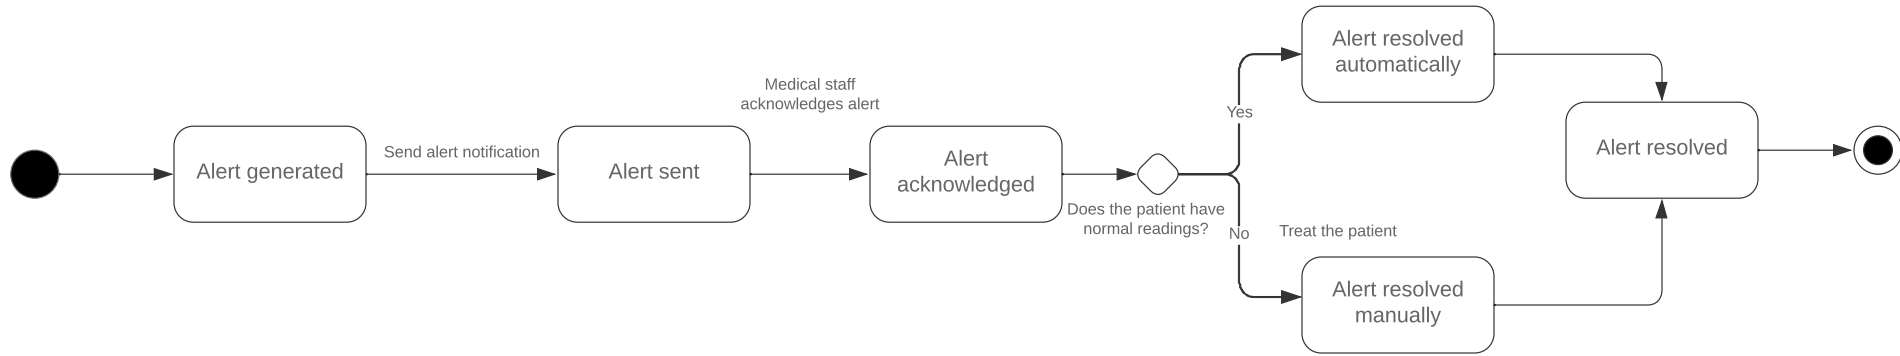 Alert generated
Send alert notification
Alert sent
Medical staff
acknowledges alert
Alert
acknowledged
Does the patient have
normal readings?
Yes
No
Alert resolved
automatically
Treat the patient
Alert resolved
manually
Alert resolved